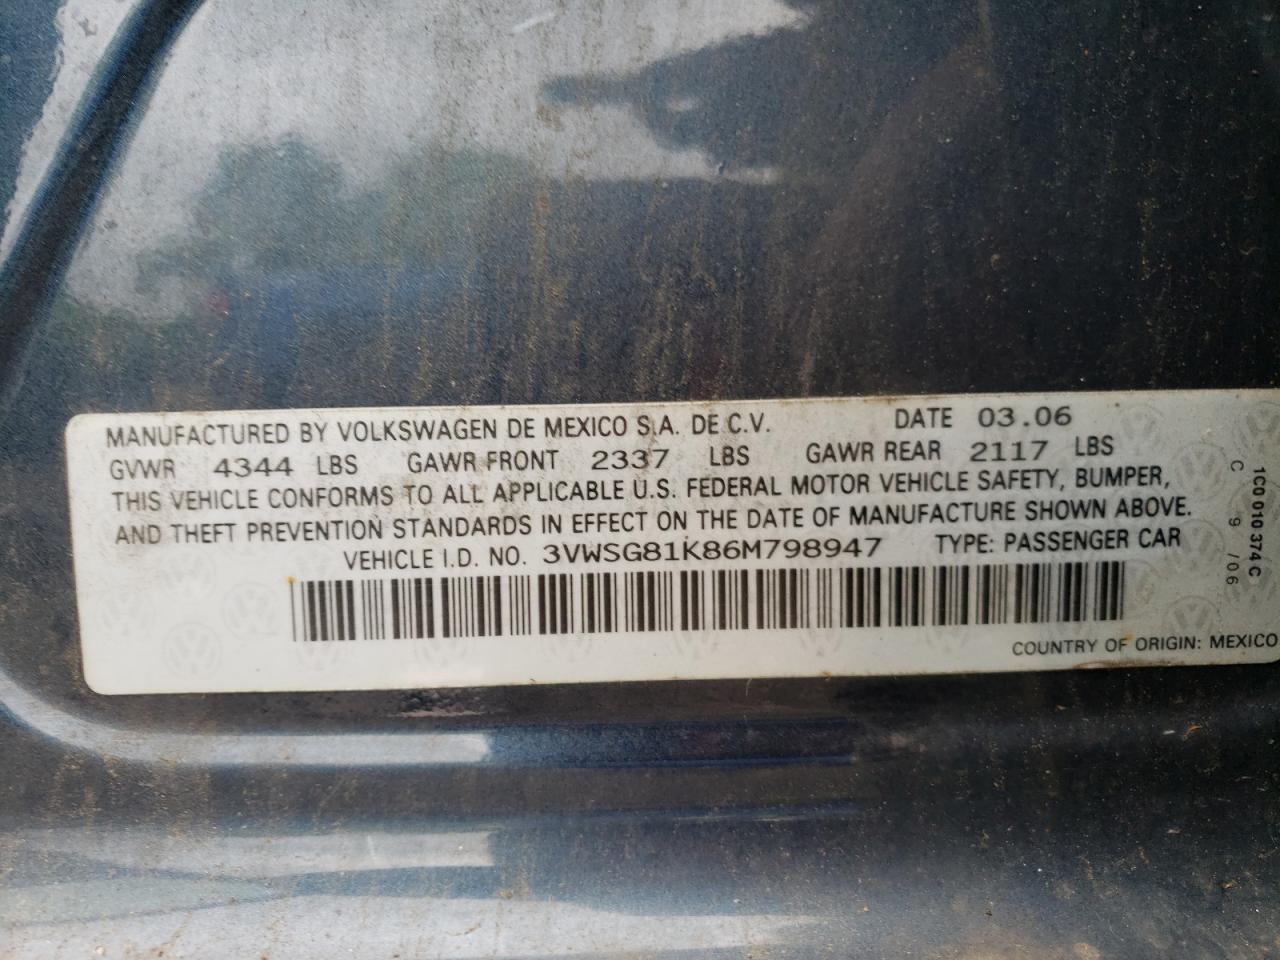 MANUFACTURED BY VOLKSWAGEN DE MEXICO S.A. DE C.V. DATE 03.06
GVWR 4344 LBS GAWR FRONT 2337 LBS GAWR REAR 2117 LBS
THIS VEHICLE CONFORMS TO ALL APPLICABLE U.S. FEDERAL MOTOR VEHICLE SAFETY, BUMPER,
AND THEFT PREVENTION STANDARDS IN EFFECT ON THE DATE OF MANUFACTURE SHOWN ABOVE.
VEHICLE I.D. NO. 3VWSG81K86M798947 TYPE: PASSENGER CAR
COUNTRY OF ORIGIN: MEXICO
1C0 010 374 C
C 9 /06